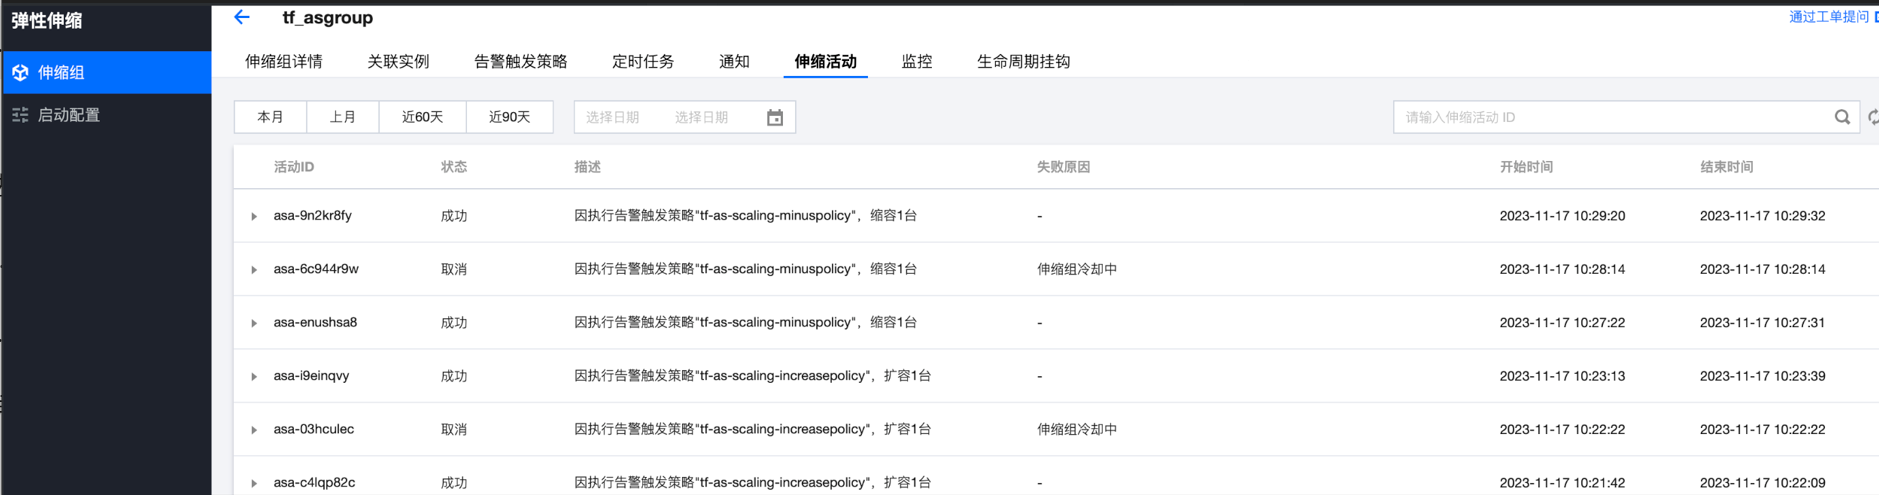 弹性伸缩
伸缩组
启动配置
tf_asgroup
通过工单提问
伸缩组详情 关联实例 告警触发策略 定时任务 通知 伸缩活动 监控 生命周期挂钩
本月 上月 近60天 近90天 选择日期 选择日期 请输入伸缩活动 ID
活动ID 状态 描述 失败原因 开始时间 结束时间
asa-9n2kr8fy 成功 因执行告警触发策略"tf-as-scaling-minuspolicy"，缩容1台 - 2023-11-17 10:29:20 2023-11-17 10:29:32
asa-6c944r9w 取消 因执行告警触发策略"tf-as-scaling-minuspolicy"，缩容1台 伸缩组冷却中 2023-11-17 10:28:14 2023-11-17 10:28:14
asa-enushsa8 成功 因执行告警触发策略"tf-as-scaling-minuspolicy"，缩容1台 - 2023-11-17 10:27:22 2023-11-17 10:27:31
asa-i9einqvy 成功 因执行告警触发策略"tf-as-scaling-increasepolicy"，扩容1台 - 2023-11-17 10:23:13 2023-11-17 10:23:39
asa-03hculec 取消 因执行告警触发策略"tf-as-scaling-increasepolicy"，扩容1台 伸缩组冷却中 2023-11-17 10:22:22 2023-11-17 10:22:22
asa-c4lqp82c 成功 因执行告警触发策略"tf-as-scaling-increasepolicy"，扩容1台 - 2023-11-17 10:21:42 2023-11-17 10:22:09